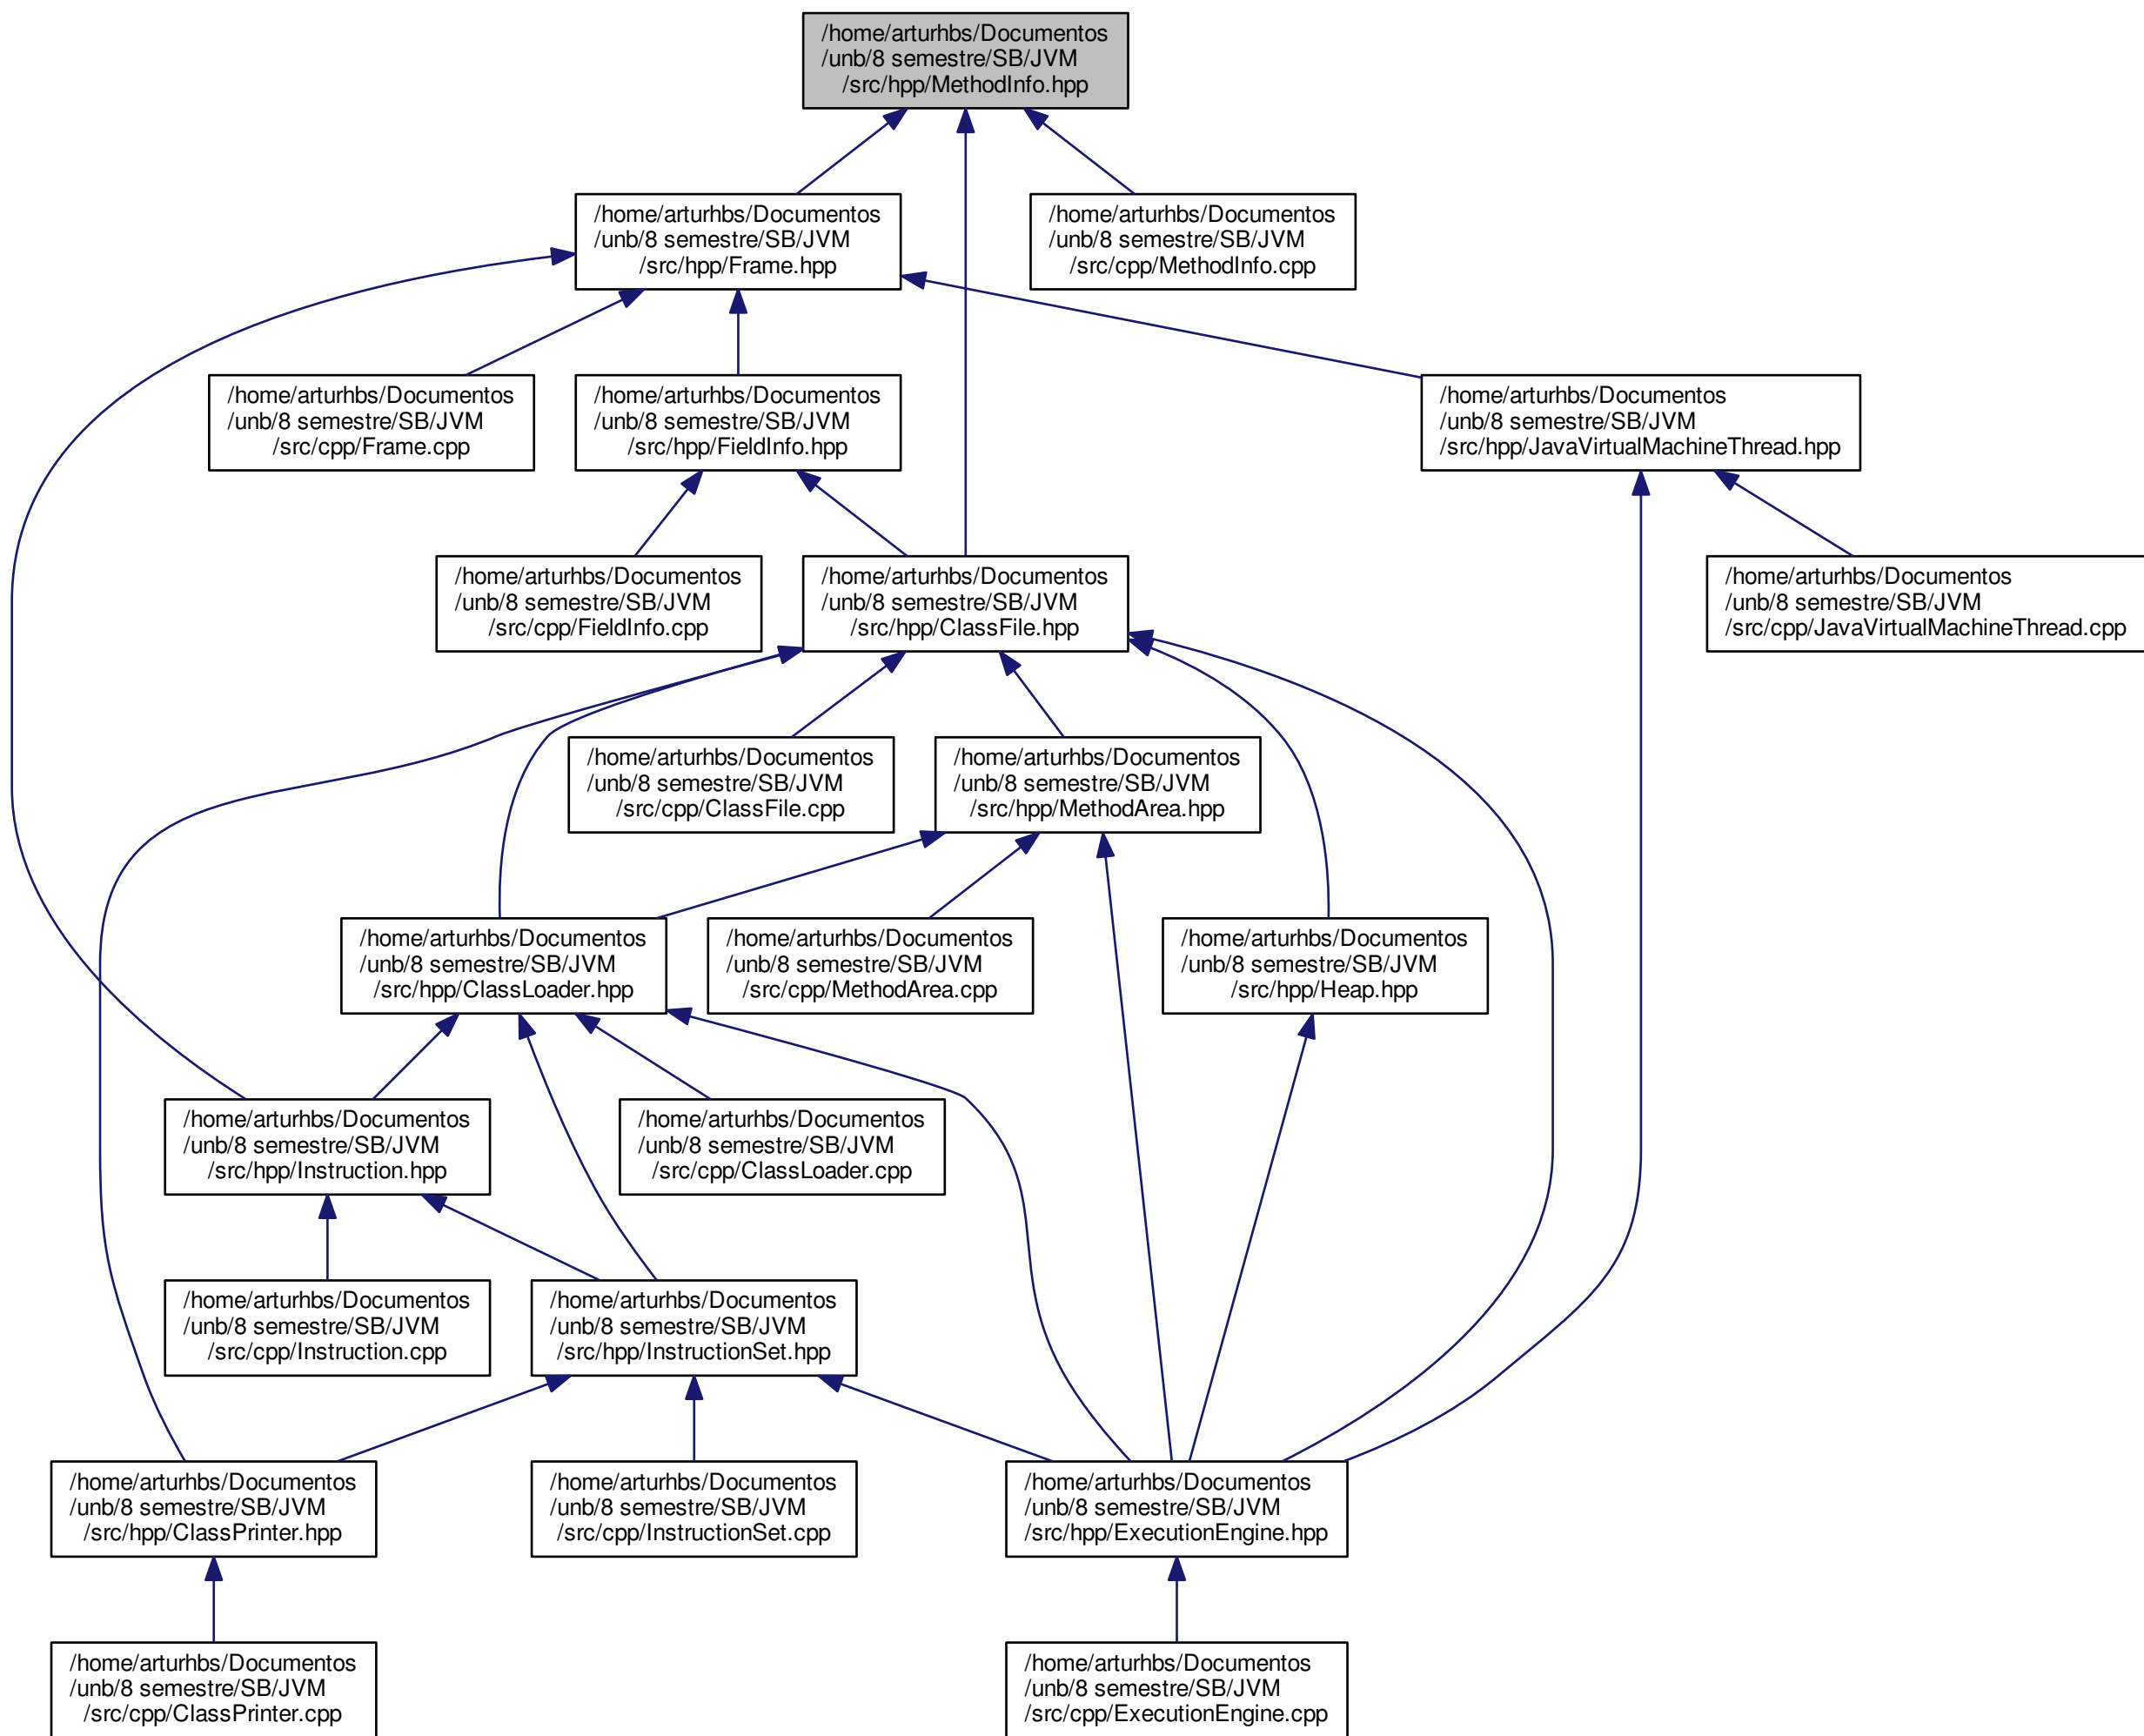 /home/arturhbs/Documentos
/unb/8 semestre/SB/JVM
/src/hpp/MethodInfo.hpp
/home/arturhbs/Documentos
/unb/8 semestre/SB/JVM
/src/hpp/Frame.hpp
/home/arturhbs/Documentos
/unb/8 semestre/SB/JVM
/src/cpp/MethodInfo.cpp
/home/arturhbs/Documentos
/unb/8 semestre/SB/JVM
/src/cpp/Frame.cpp
/home/arturhbs/Documentos
/unb/8 semestre/SB/JVM
/src/hpp/FieldInfo.hpp
/home/arturhbs/Documentos
/unb/8 semestre/SB/JVM
/src/hpp/JavaVirtualMachineThread.hpp
/home/arturhbs/Documentos
/unb/8 semestre/SB/JVM
/src/cpp/FieldInfo.cpp
/home/arturhbs/Documentos
/unb/8 semestre/SB/JVM
/src/hpp/ClassFile.hpp
/home/arturhbs/Documentos
/unb/8 semestre/SB/JVM
/src/cpp/JavaVirtualMachineThread.cpp
/home/arturhbs/Documentos
/unb/8 semestre/SB/JVM
/src/cpp/ClassFile.cpp
/home/arturhbs/Documentos
/unb/8 semestre/SB/JVM
/src/hpp/MethodArea.hpp
/home/arturhbs/Documentos
/unb/8 semestre/SB/JVM
/src/hpp/ClassLoader.hpp
/home/arturhbs/Documentos
/unb/8 semestre/SB/JVM
/src/cpp/MethodArea.cpp
/home/arturhbs/Documentos
/unb/8 semestre/SB/JVM
/src/hpp/Heap.hpp
/home/arturhbs/Documentos
/unb/8 semestre/SB/JVM
/src/hpp/Instruction.hpp
/home/arturhbs/Documentos
/unb/8 semestre/SB/JVM
/src/cpp/ClassLoader.cpp
/home/arturhbs/Documentos
/unb/8 semestre/SB/JVM
/src/cpp/Instruction.cpp
/home/arturhbs/Documentos
/unb/8 semestre/SB/JVM
/src/hpp/InstructionSet.hpp
/home/arturhbs/Documentos
/unb/8 semestre/SB/JVM
/src/hpp/ClassPrinter.hpp
/home/arturhbs/Documentos
/unb/8 semestre/SB/JVM
/src/cpp/InstructionSet.cpp
/home/arturhbs/Documentos
/unb/8 semestre/SB/JVM
/src/hpp/ExecutionEngine.hpp
/home/arturhbs/Documentos
/unb/8 semestre/SB/JVM
/src/cpp/ClassPrinter.cpp
/home/arturhbs/Documentos
/unb/8 semestre/SB/JVM
/src/cpp/ExecutionEngine.cpp